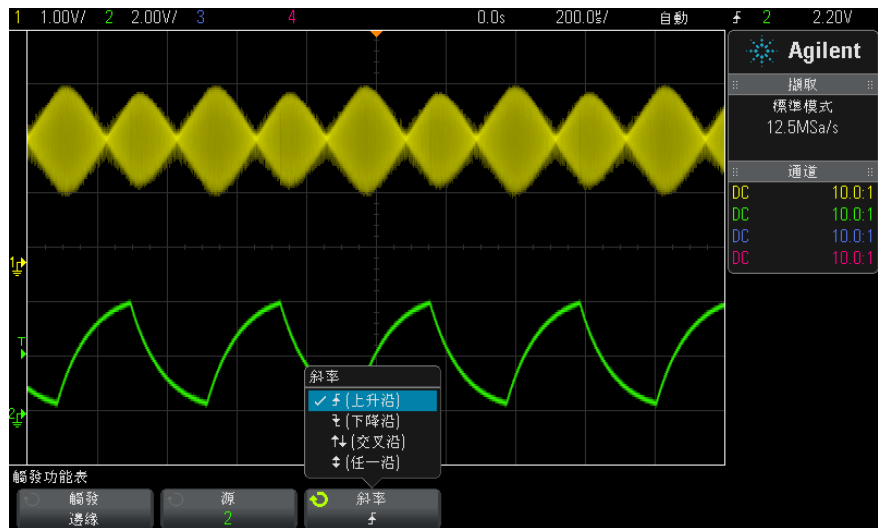 1 1.00V/ 2 2.00V/ 3 4 0.0s 200.0us/ 自動 2 2.20V
Agilent
擷取
標準模式
12.5MSa/s
通道
DC 10.0:1
DC 10.0:1
DC 10.0:1
DC 10.0:1
1
T
2
斜率
✓ (上升沿)
(下降沿)
↑↓ (交叉沿)
(任一沿)
觸發功能表
觸發
邊緣
源
2
斜率